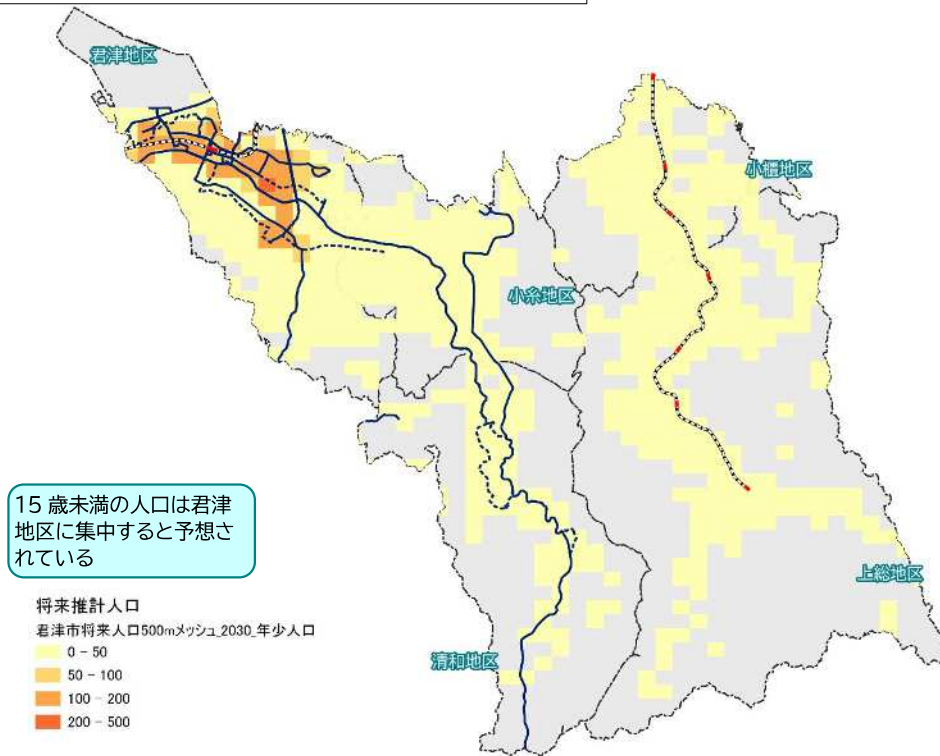 君津地区
小櫃地区
小糸地区
15 歳未満の人口は君津
地区に集中すると予想さ
れている
上総地区
将来推計人口
君津市将来人口500mメッシュ_2030_年少人口
0 - 50
清和地区
50 - 100
100 - 200
200 - 500